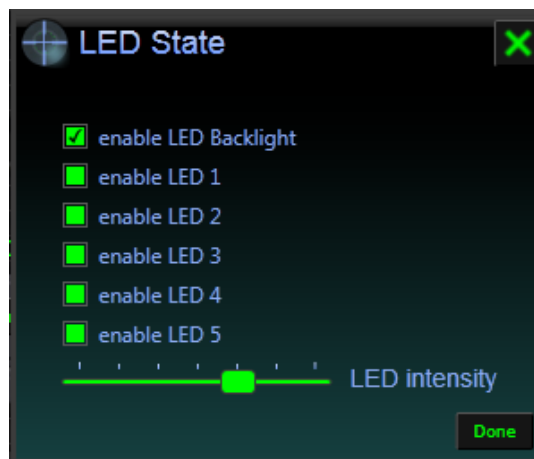 LED State
enable LED Backlight
enable LED 1
enable LED 2
enable LED 3
enable LED 4
enable LED 5
LED intensity
Done